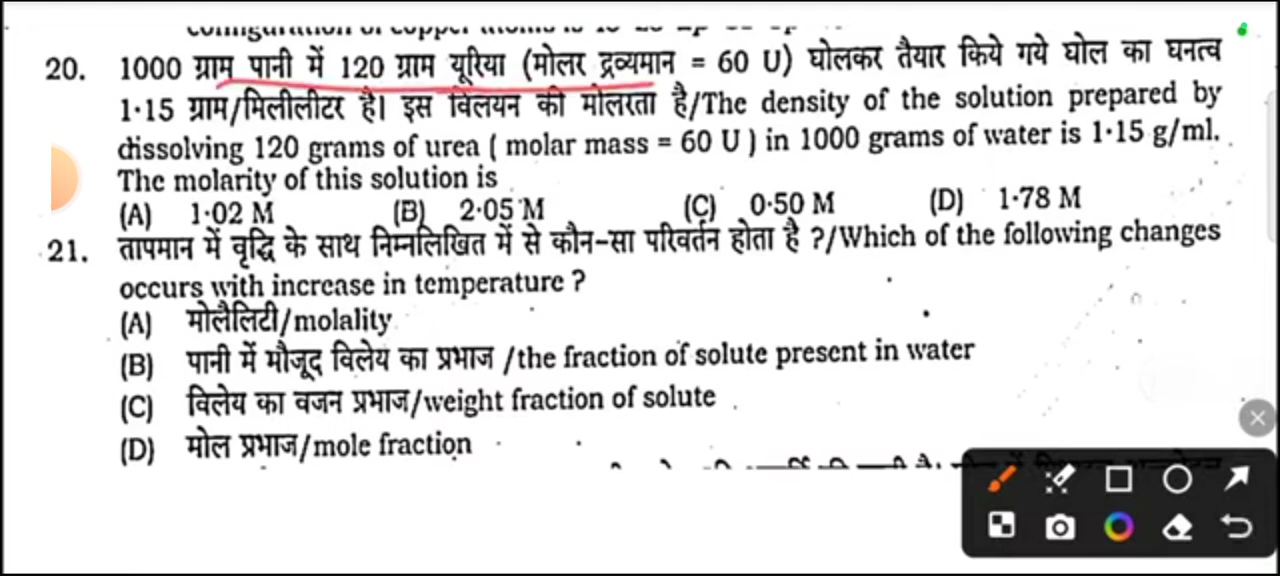 20. 1000 ग्राम पानी में 120 ग्राम यूरिया (मोलर द्रव्यमान = 60 U) घोलकर तैयार किये गये घोल का घनत्व
1·15 ग्राम/मिलीलीटर है। इस विलयन की मोलरता है/The density of the solution prepared by
dissolving 120 grams of urea ( molar mass = 60 U ) in 1000 grams of water is 1·15 g/ml.
The molarity of this solution is
(A) 1·02 M (B) 2·05 M (C) 0·50 M (D) 1·78 M
21. तापमान में वृद्धि के साथ निम्नलिखित में से कौन-सा परिवर्तन होता है ?/Which of the following changes
occurs with increase in temperature ?
(A) मोलैलिटी/molality
(B) पानी में मौजूद विलेय का प्रभाज /the fraction of solute present in water
(C) विलेय का वजन प्रभाज/weight fraction of solute
(D) मोल प्रभाज/mole fraction